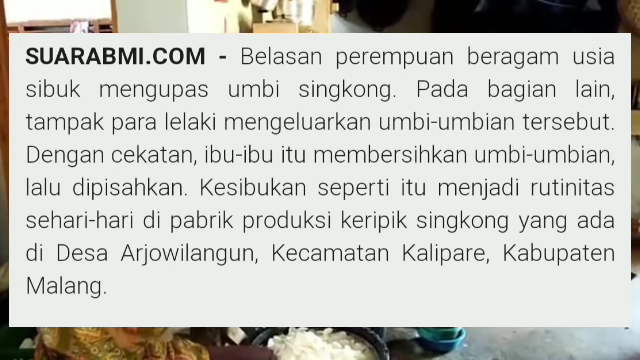 SUARABMI.COM - Belasan perempuan beragam usia
sibuk mengupas umbi singkong. Pada bagian lain,
tampak para lelaki mengeluarkan umbi-umbian tersebut.
Dengan cekatan, ibu-ibu itu membersihkan umbi-umbian,
lalu dipisahkan. Kesibukan seperti itu menjadi rutinitas
sehari-hari di pabrik produksi keripik singkong yang ada
di Desa Arjowilangun, Kecamatan Kalipare, Kabupaten
Malang.